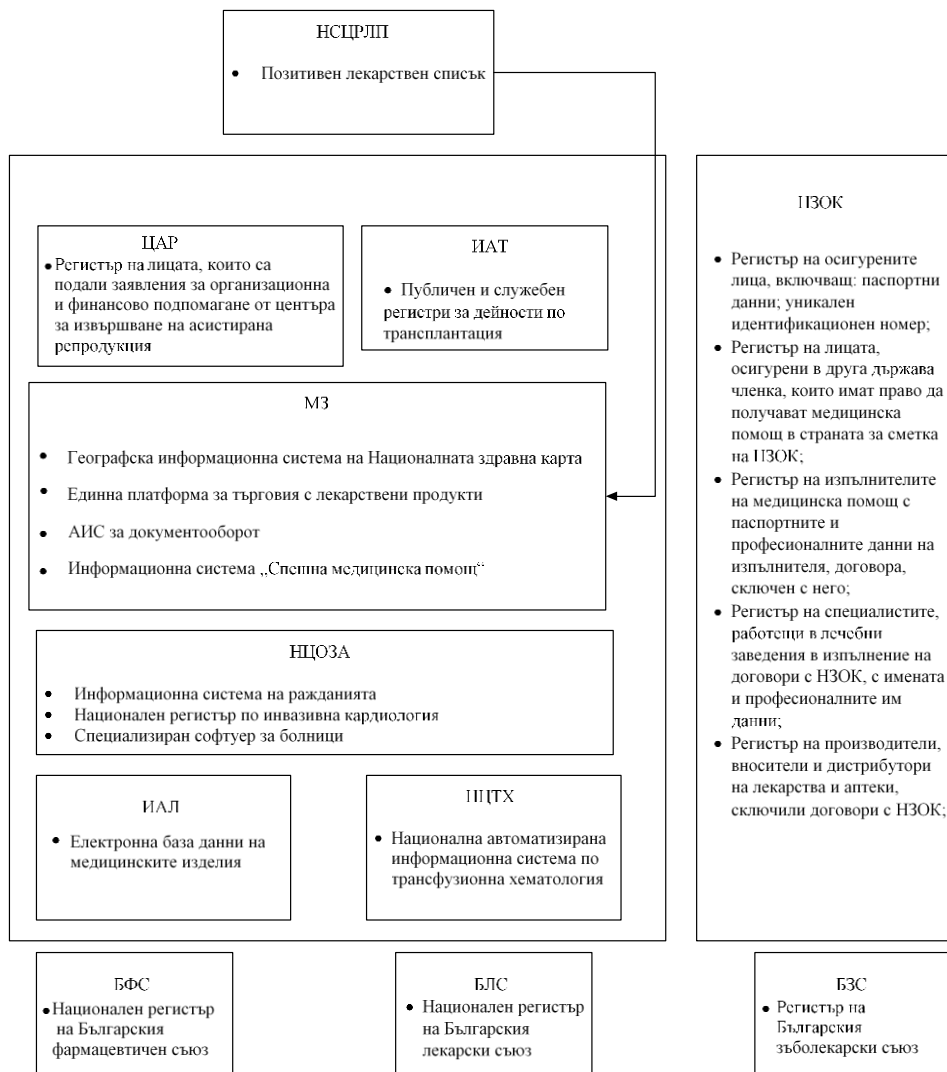 НСЦРЛП
• Позитивен лекарствен списък
ЦАР
• Регистър на лицата, които са
подали заявления за организационна
и финансово подпомагане от центъра
за извършване на асистирана
репродукция
ИАТ
• Публичен и служебен
регистри за дейности по
трансплантация
МЗ
• Географска информационна система на Националната здравна карта
• Единна платформа за търговия с лекарствени продукти
• АИС за документооборот
• Информационна система „Спешна медицинска помощ“
НЦОЗА
• Информационна система на ражданията
• Национален регистър по инвазивна кардиология
• Специализиран софтуер за болници
ИАЛ
• Електронна база данни на
медицинските изделия
НЦТХ
• Национална автоматизирана
информационна система по
трансфузионна хематология
НЗОК
• Регистър на осигурените
лица, включващ: паспортни
данни; уникален
идентификационен номер;
• Регистър на лицата,
осигурени в друга държава
членка, които имат право да
получават медицинска
помощ в страната за сметка
на НЗОК;
• Регистър на изпълнителите
на медицинска помощ с
паспортните и
професионалните данни на
изпълнителя, договора,
сключен с него;
• Регистър на специалистите,
работещи в лечебни
заведения в изпълнение на
договори с НЗОК, с имената
и професионалните им
данни;
• Регистър на производители,
вносители и дистрибутори
на лекарства и аптеки,
сключили договори с НЗОК;
БФС
• Национален регистър
на Българския
фармацевтичен съюз
БЛС
• Национален регистър
на Българския
лекарски съюз
БЗС
• Регистър на
Българския
зъболекарски съюз